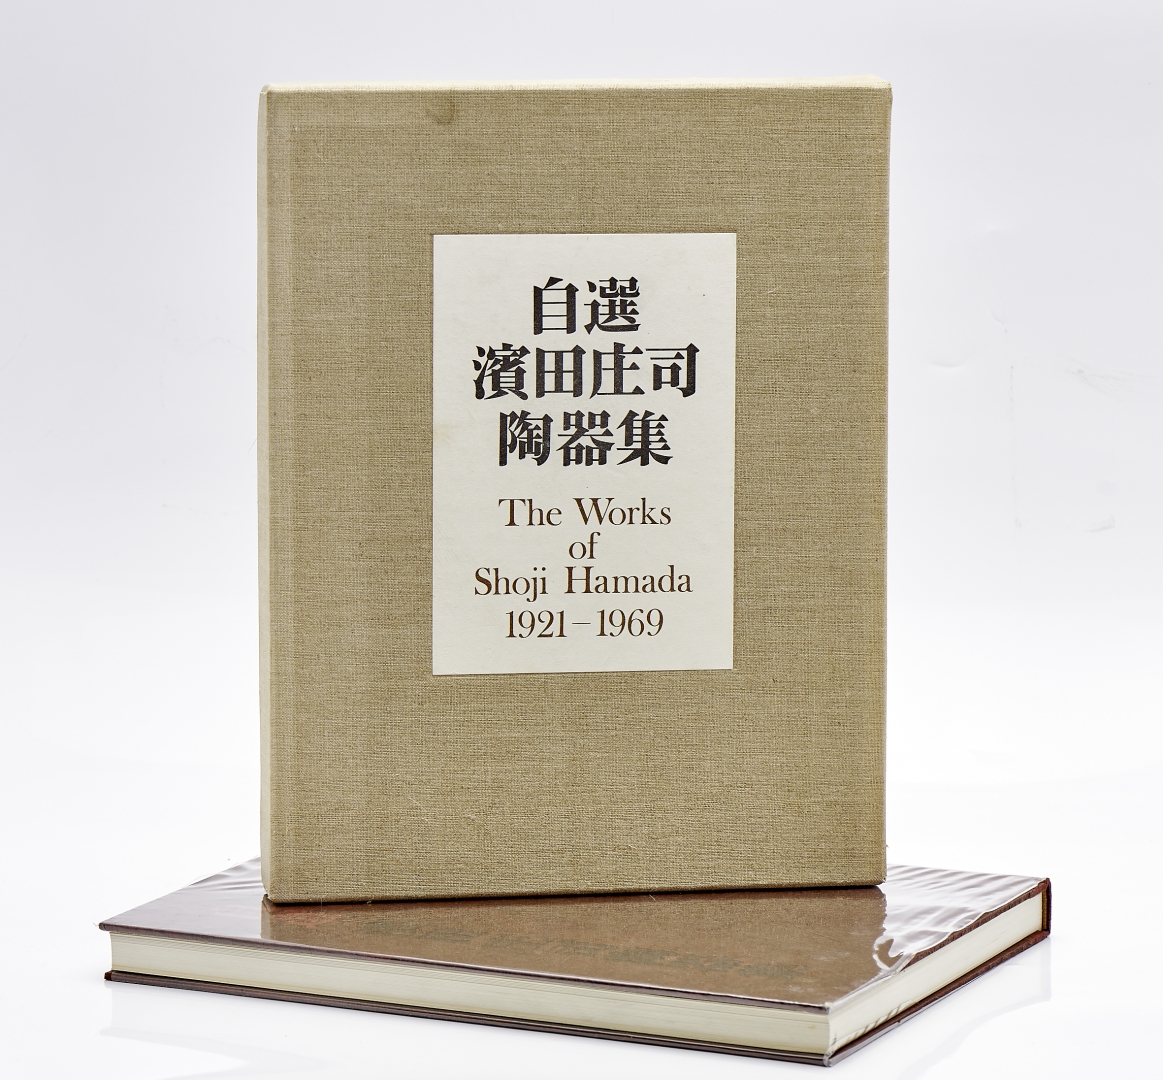 自選
濱田庄司
陶器集
The Works
of
Shoji Hamada
1921–1969